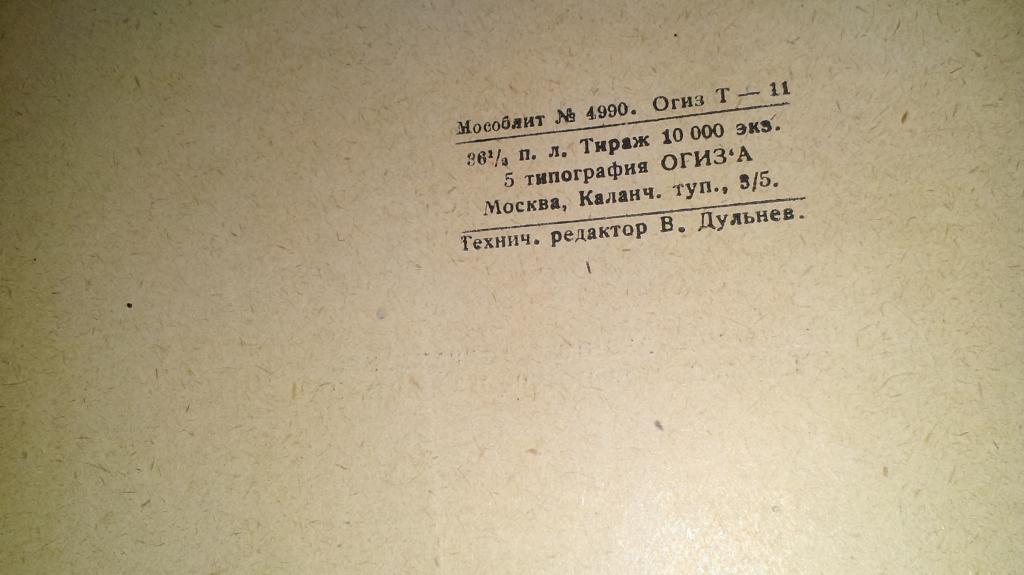 Мособлит № 4990. Огиз Т — 11
36¹/₂ п. л. Тираж 10 000 экз.
5 типография ОГИЗ'А
Москва, Каланч. туп., 3/5.
Технич. редактор В. Дульнев.